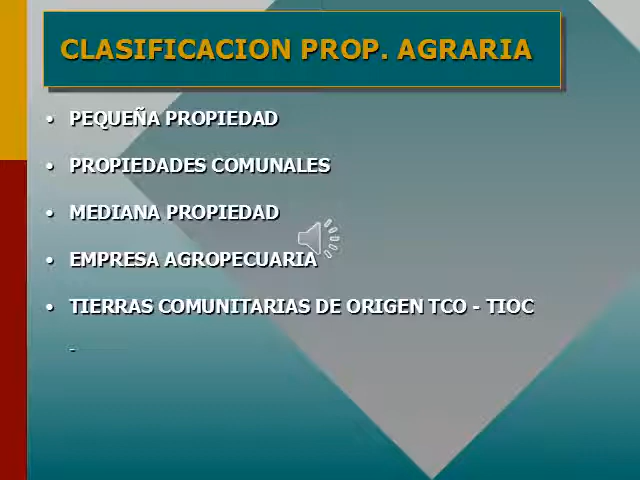 CLASIFICACION PROP. AGRARIA
• PEQUEÑA PROPIEDAD
• PROPIEDADES COMUNALES
• MEDIANA PROPIEDAD
• EMPRESA AGROPECUARIA
• TIERRAS COMUNITARIAS DE ORIGEN TCO - TIOC
-